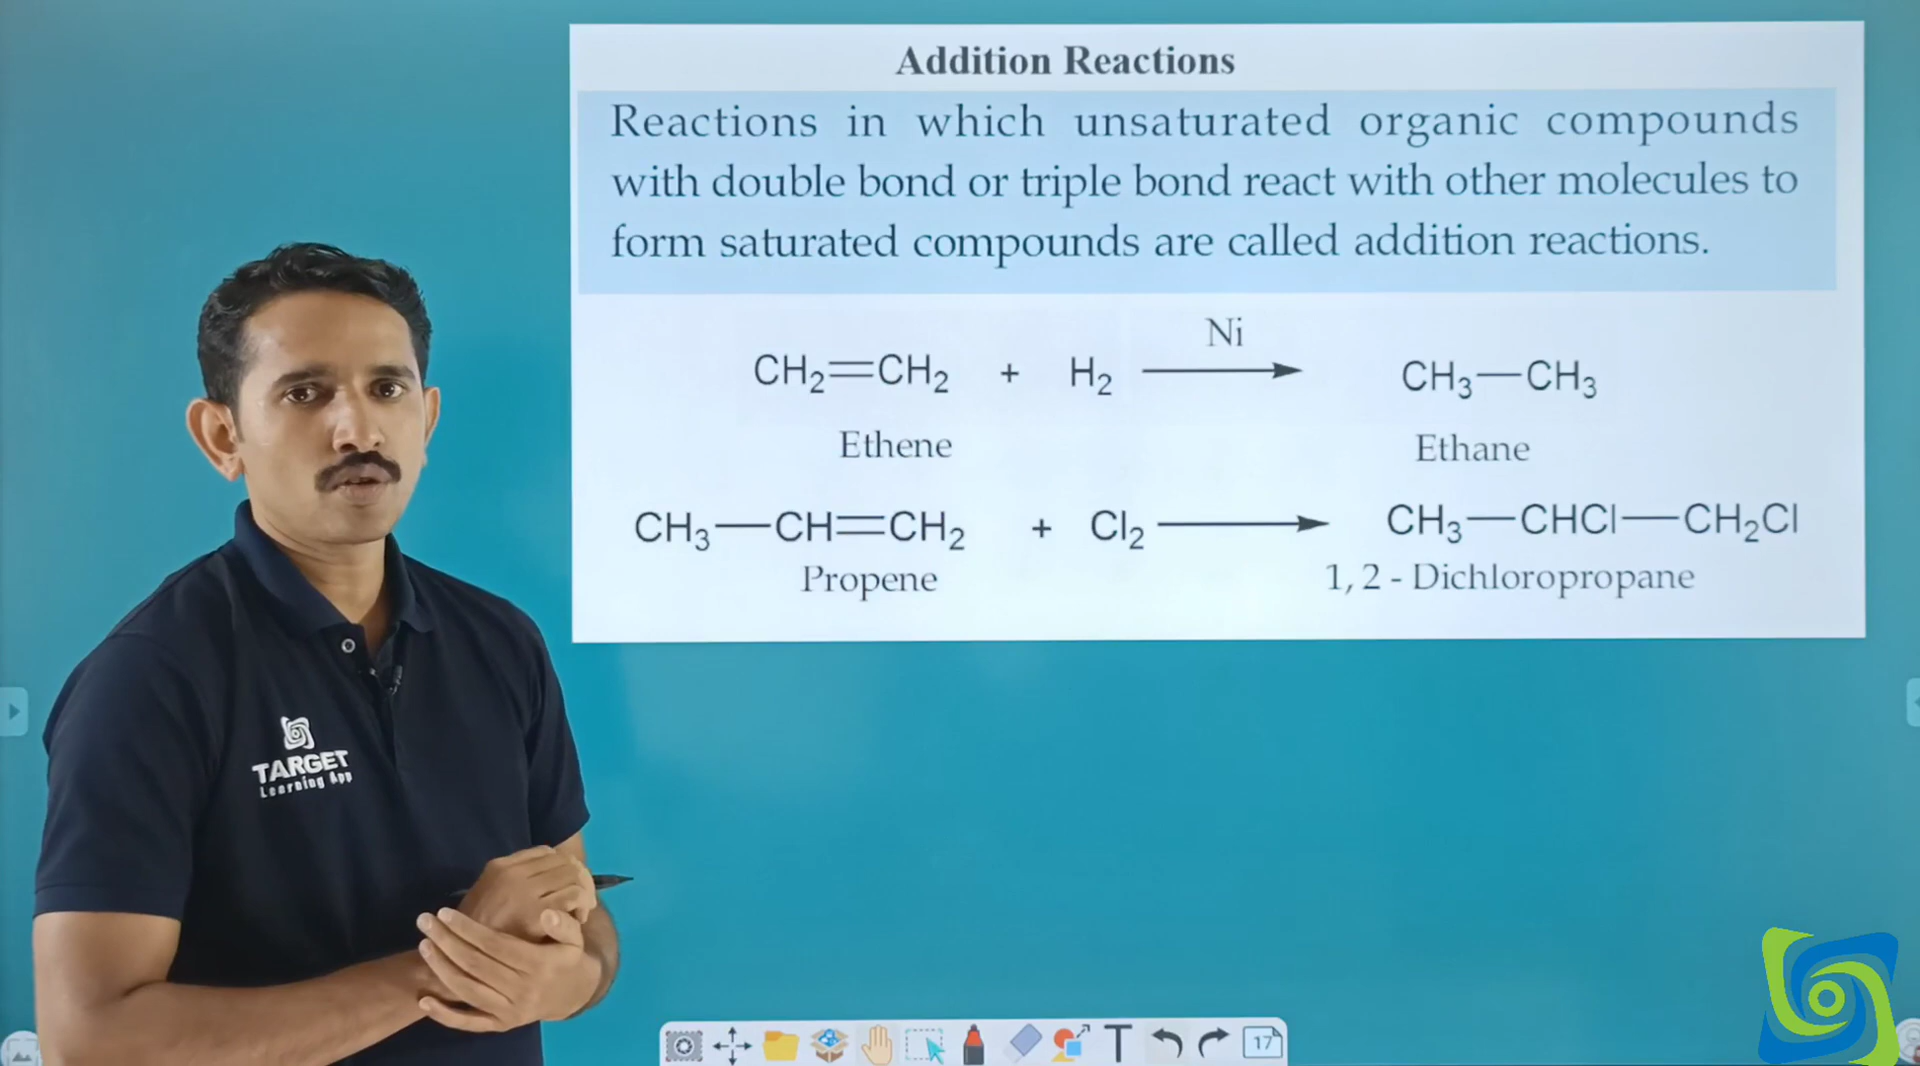 Addition Reactions
Reactions in which unsaturated organic compounds
with double bond or triple bond react with other molecules to
form saturated compounds are called addition reactions.
Ni
CH₂=CH₂ + H₂ ⟶ CH₃—CH₃
Ethene Ethane
CH₃—CH=CH₂ + Cl₂ ⟶ CH₃—CHCl—CH₂Cl
Propene 1, 2 - Dichloropropane
TARGET
Learning App
T
17